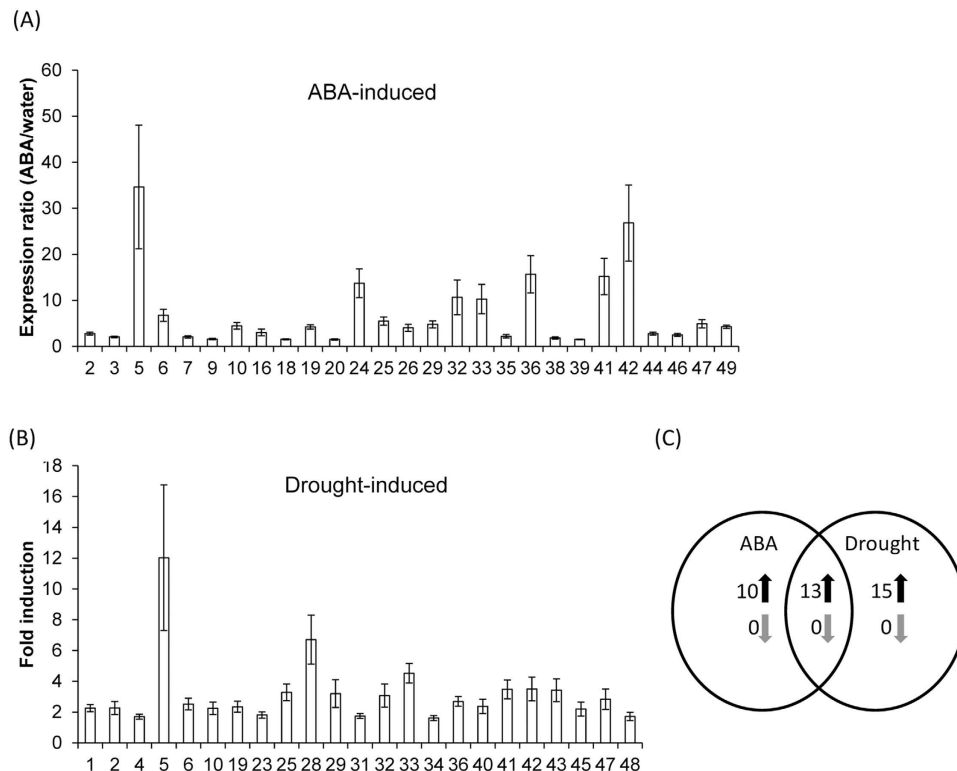 (A)
Expression ratio (ABA/water)
60
50
40
30
20
10
0
ABA-induced
2 3 5 6 7 9 10 16 18 19 20 24 25 26 29 32 33 35 36 38 39 41 42 44 46 47 49
(B)
Fold induction
18
16
14
12
10
8
6
4
2
0
Drought-induced
1 2 4 5 6 10 19 23 25 28 29 31 32 33 34 36 40 41 42 43 45 47 48
(C)
ABA Drought
10 13 15
0 0 0